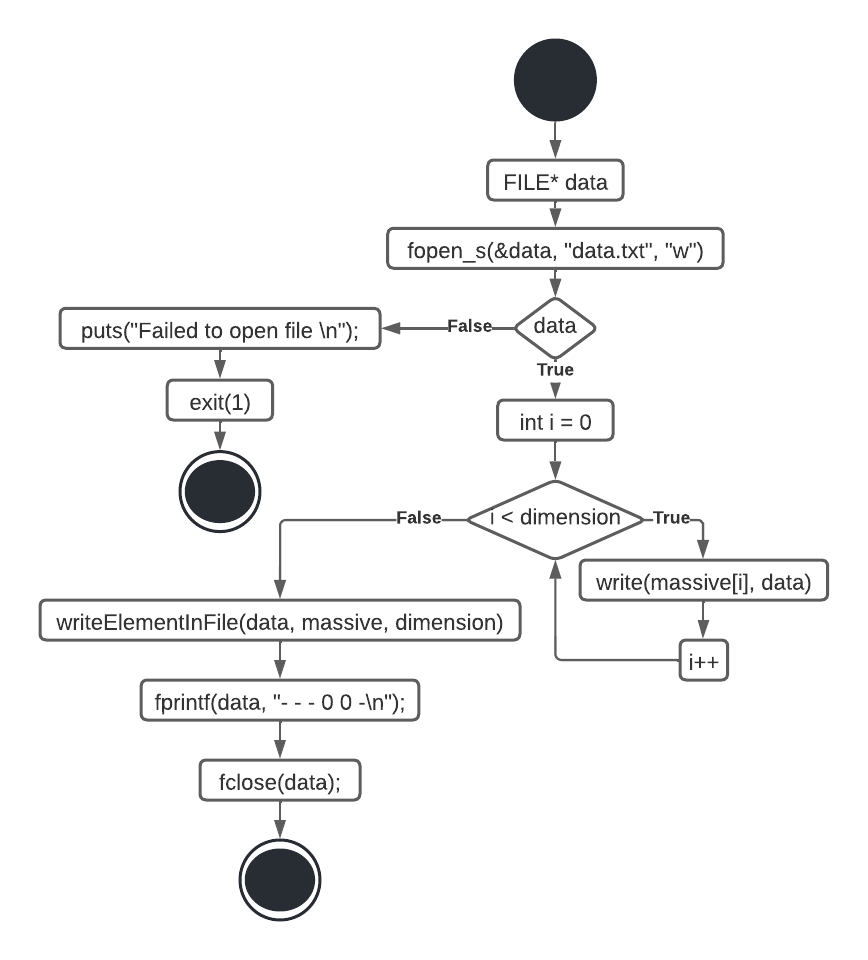 FILE* data
fopen_s(&data, "data.txt", "w")
data
False
puts("Failed to open file \n");
True
exit(1)
int i = 0
i < dimension
False
True
write(massive[i], data)
writeElementInFile(data, massive, dimension)
i++
fprintf(data, "- - - 0 0 -\n");
fclose(data);